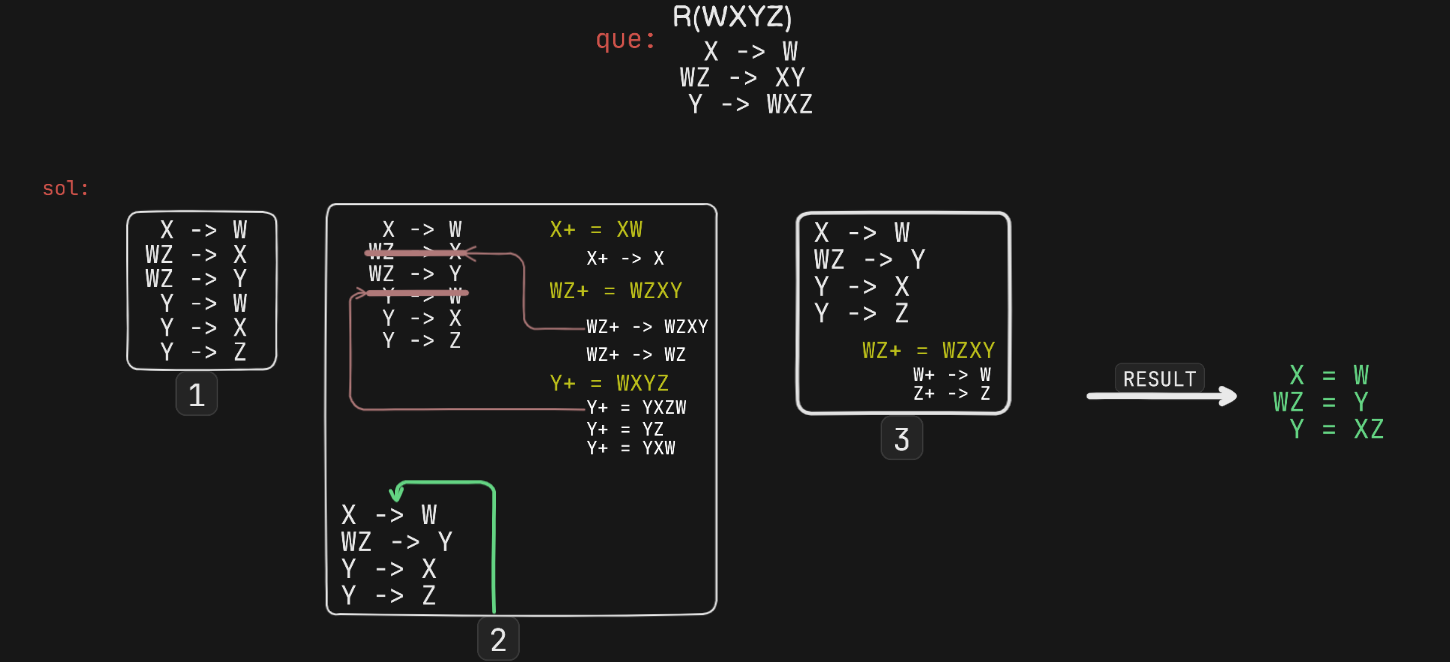 R(WXYZ)
que:
X -> W
WZ -> XY
Y -> WXZ
sol:
X -> W
WZ -> X
WZ -> Y
Y -> W
Y -> X
Y -> Z
1
X -> W
WZ -> X
WZ -> Y
Y -> W
Y -> X
Y -> Z
X+ = XW
X+ -> X
WZ+ = WZXY
WZ+ -> WZXY
WZ+ -> WZ
Y+ = WXYZ
Y+ = YXZW
Y+ = YZ
Y+ = YXW
X -> W
WZ -> Y
Y -> X
Y -> Z
2
X -> W
WZ -> Y
Y -> X
Y -> Z
WZ+ = WZXY
W+ -> W
Z+ -> Z
3
RESULT
X = W
WZ = Y
Y = XZ